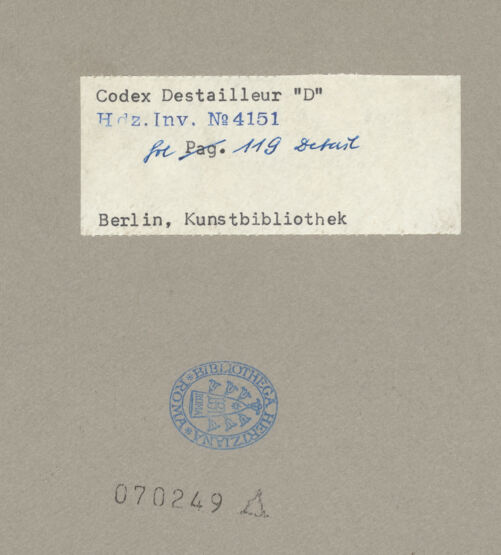 Codex Destailleur "D"
Hdz.Inv. №4151
fol Pag. 119 Detail
Berlin, Kunstbibliothek
BIBLIOTHECA HERTZIANA ROMA
070249